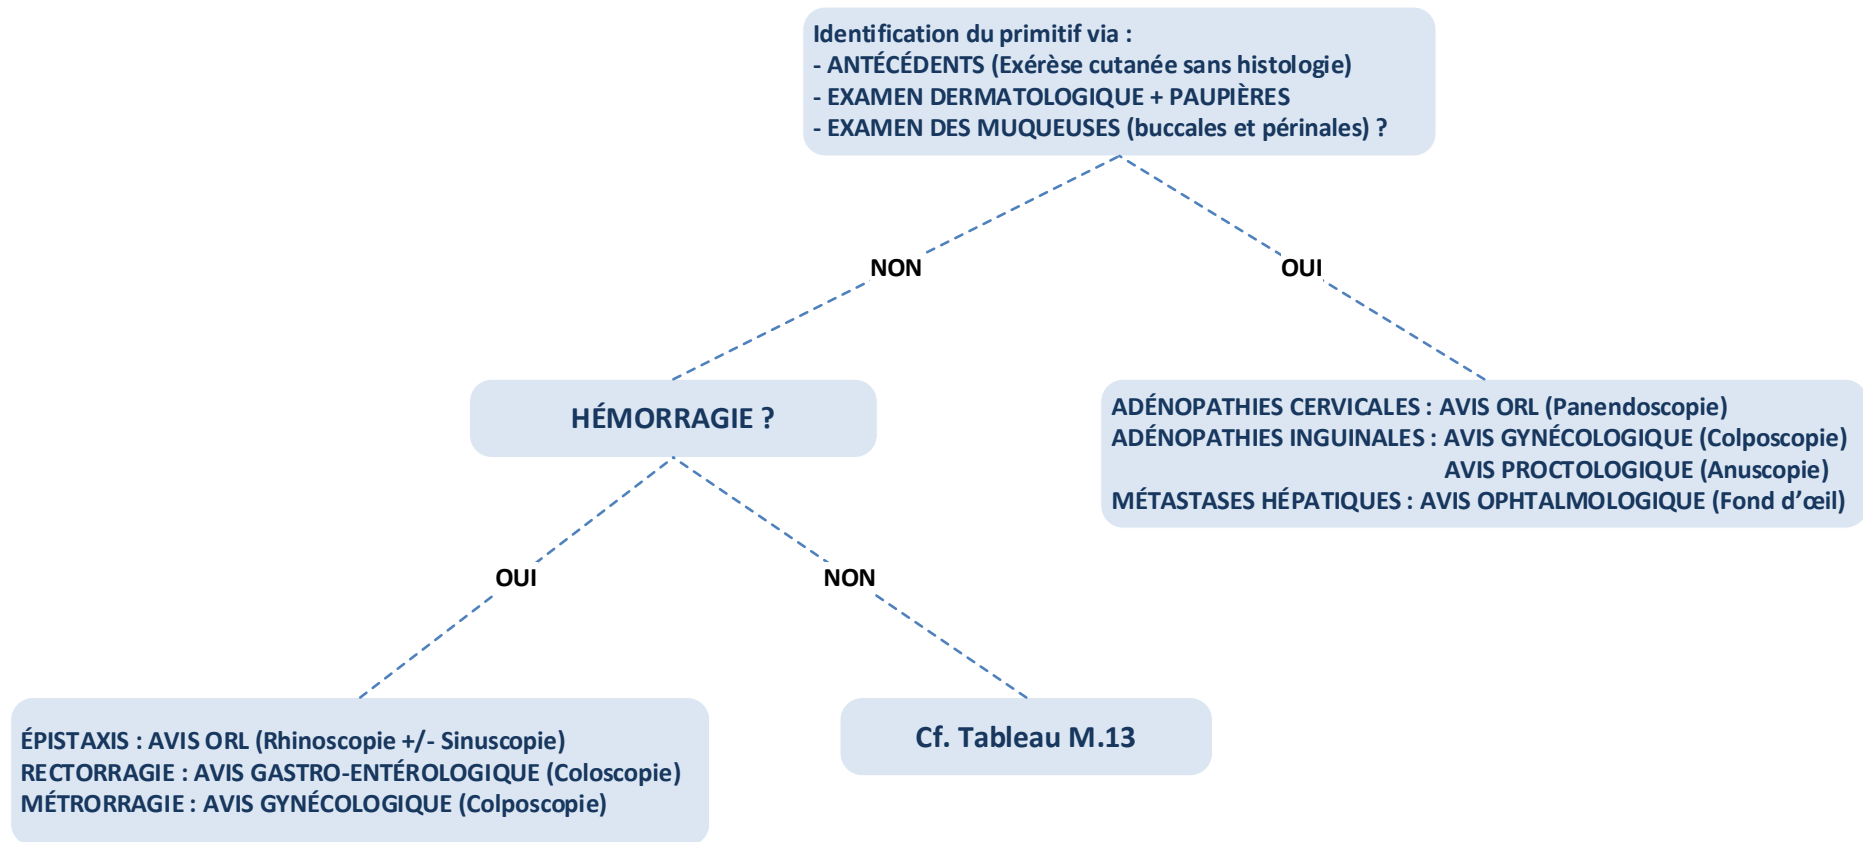 Identification du primitif via :
- ANTÉCÉDENTS (Exérèse cutanée sans histologie)
- EXAMEN DERMATOLOGIQUE + PAUPIÈRES
- EXAMEN DES MUQUEUSES (buccales et périnales) ?
NON
OUI
HÉMORRAGIE ?
ADÉNOPATHIES CERVICALES : AVIS ORL (Panendoscopie)
ADÉNOPATHIES INGUINALES : AVIS GYNÉCOLOGIQUE (Colposcopie)
AVIS PROCTOLOGIQUE (Anuscopie)
MÉTASTASES HÉPATIQUES : AVIS OPHTALMOLOGIQUE (Fond d’œil)
OUI
NON
ÉPISTAXIS : AVIS ORL (Rhinoscopie +/- Sinuscopie)
RECTORRAGIE : AVIS GASTRO-ENTÉROLOGIQUE (Coloscopie)
MÉTRORRAGIE : AVIS GYNÉCOLOGIQUE (Colposcopie)
Cf. Tableau M.13